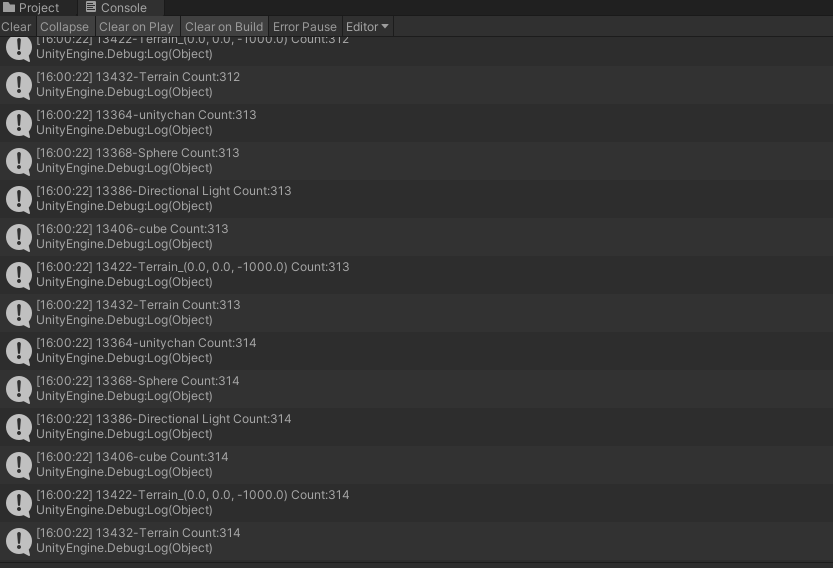 Project
Console
Clear
Collapse
Clear on Play
Clear on Build
Error Pause
Editor
[16:00:22] 13422-Terrain_(0.0, 0.0, -1000.0) Count:312
UnityEngine.Debug:Log(Object)
[16:00:22] 13432-Terrain Count:312
UnityEngine.Debug:Log(Object)
[16:00:22] 13364-unitychan Count:313
UnityEngine.Debug:Log(Object)
[16:00:22] 13368-Sphere Count:313
UnityEngine.Debug:Log(Object)
[16:00:22] 13386-Directional Light Count:313
UnityEngine.Debug:Log(Object)
[16:00:22] 13406-cube Count:313
UnityEngine.Debug:Log(Object)
[16:00:22] 13422-Terrain_(0.0, 0.0, -1000.0) Count:313
UnityEngine.Debug:Log(Object)
[16:00:22] 13432-Terrain Count:313
UnityEngine.Debug:Log(Object)
[16:00:22] 13364-unitychan Count:314
UnityEngine.Debug:Log(Object)
[16:00:22] 13368-Sphere Count:314
UnityEngine.Debug:Log(Object)
[16:00:22] 13386-Directional Light Count:314
UnityEngine.Debug:Log(Object)
[16:00:22] 13406-cube Count:314
UnityEngine.Debug:Log(Object)
[16:00:22] 13422-Terrain_(0.0, 0.0, -1000.0) Count:314
UnityEngine.Debug:Log(Object)
[16:00:22] 13432-Terrain Count:314
UnityEngine.Debug:Log(Object)